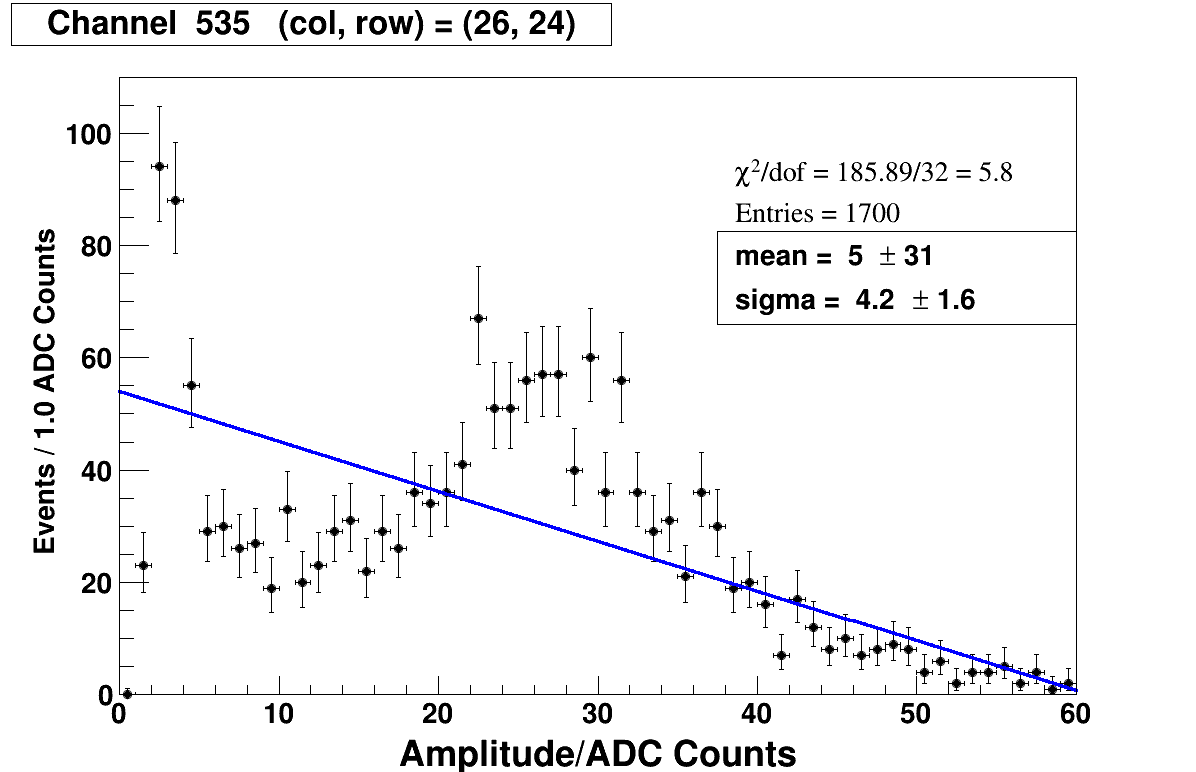 Channel 535 (col, row) = (26, 24)
χ²/dof = 185.89/32 = 5.8
Entries = 1700
mean = 5 ± 31
sigma = 4.2 ± 1.6
Events / 1.0 ADC Counts
100
80
60
40
20
0
0 10 20 30 40 50 60
Amplitude/ADC Counts